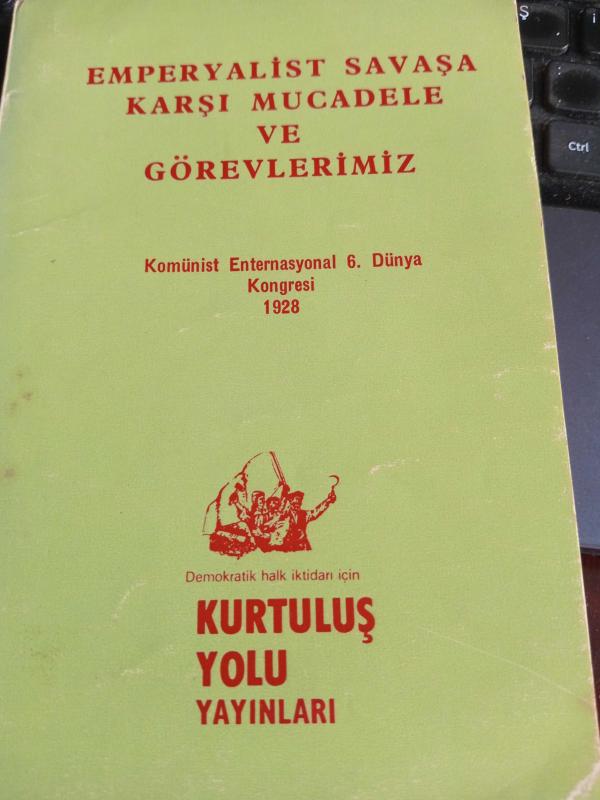 EMPERYALİST SAVAŞA
KARŞI MUCADELE
VE
GÖREVLERİMİZ
Komünist Enternasyonal 6. Dünya
Kongresi
1928
Demokratik halk iktidarı için
KURTULUŞ
YOLU
YAYINLARI
Ş
i
Ctrl